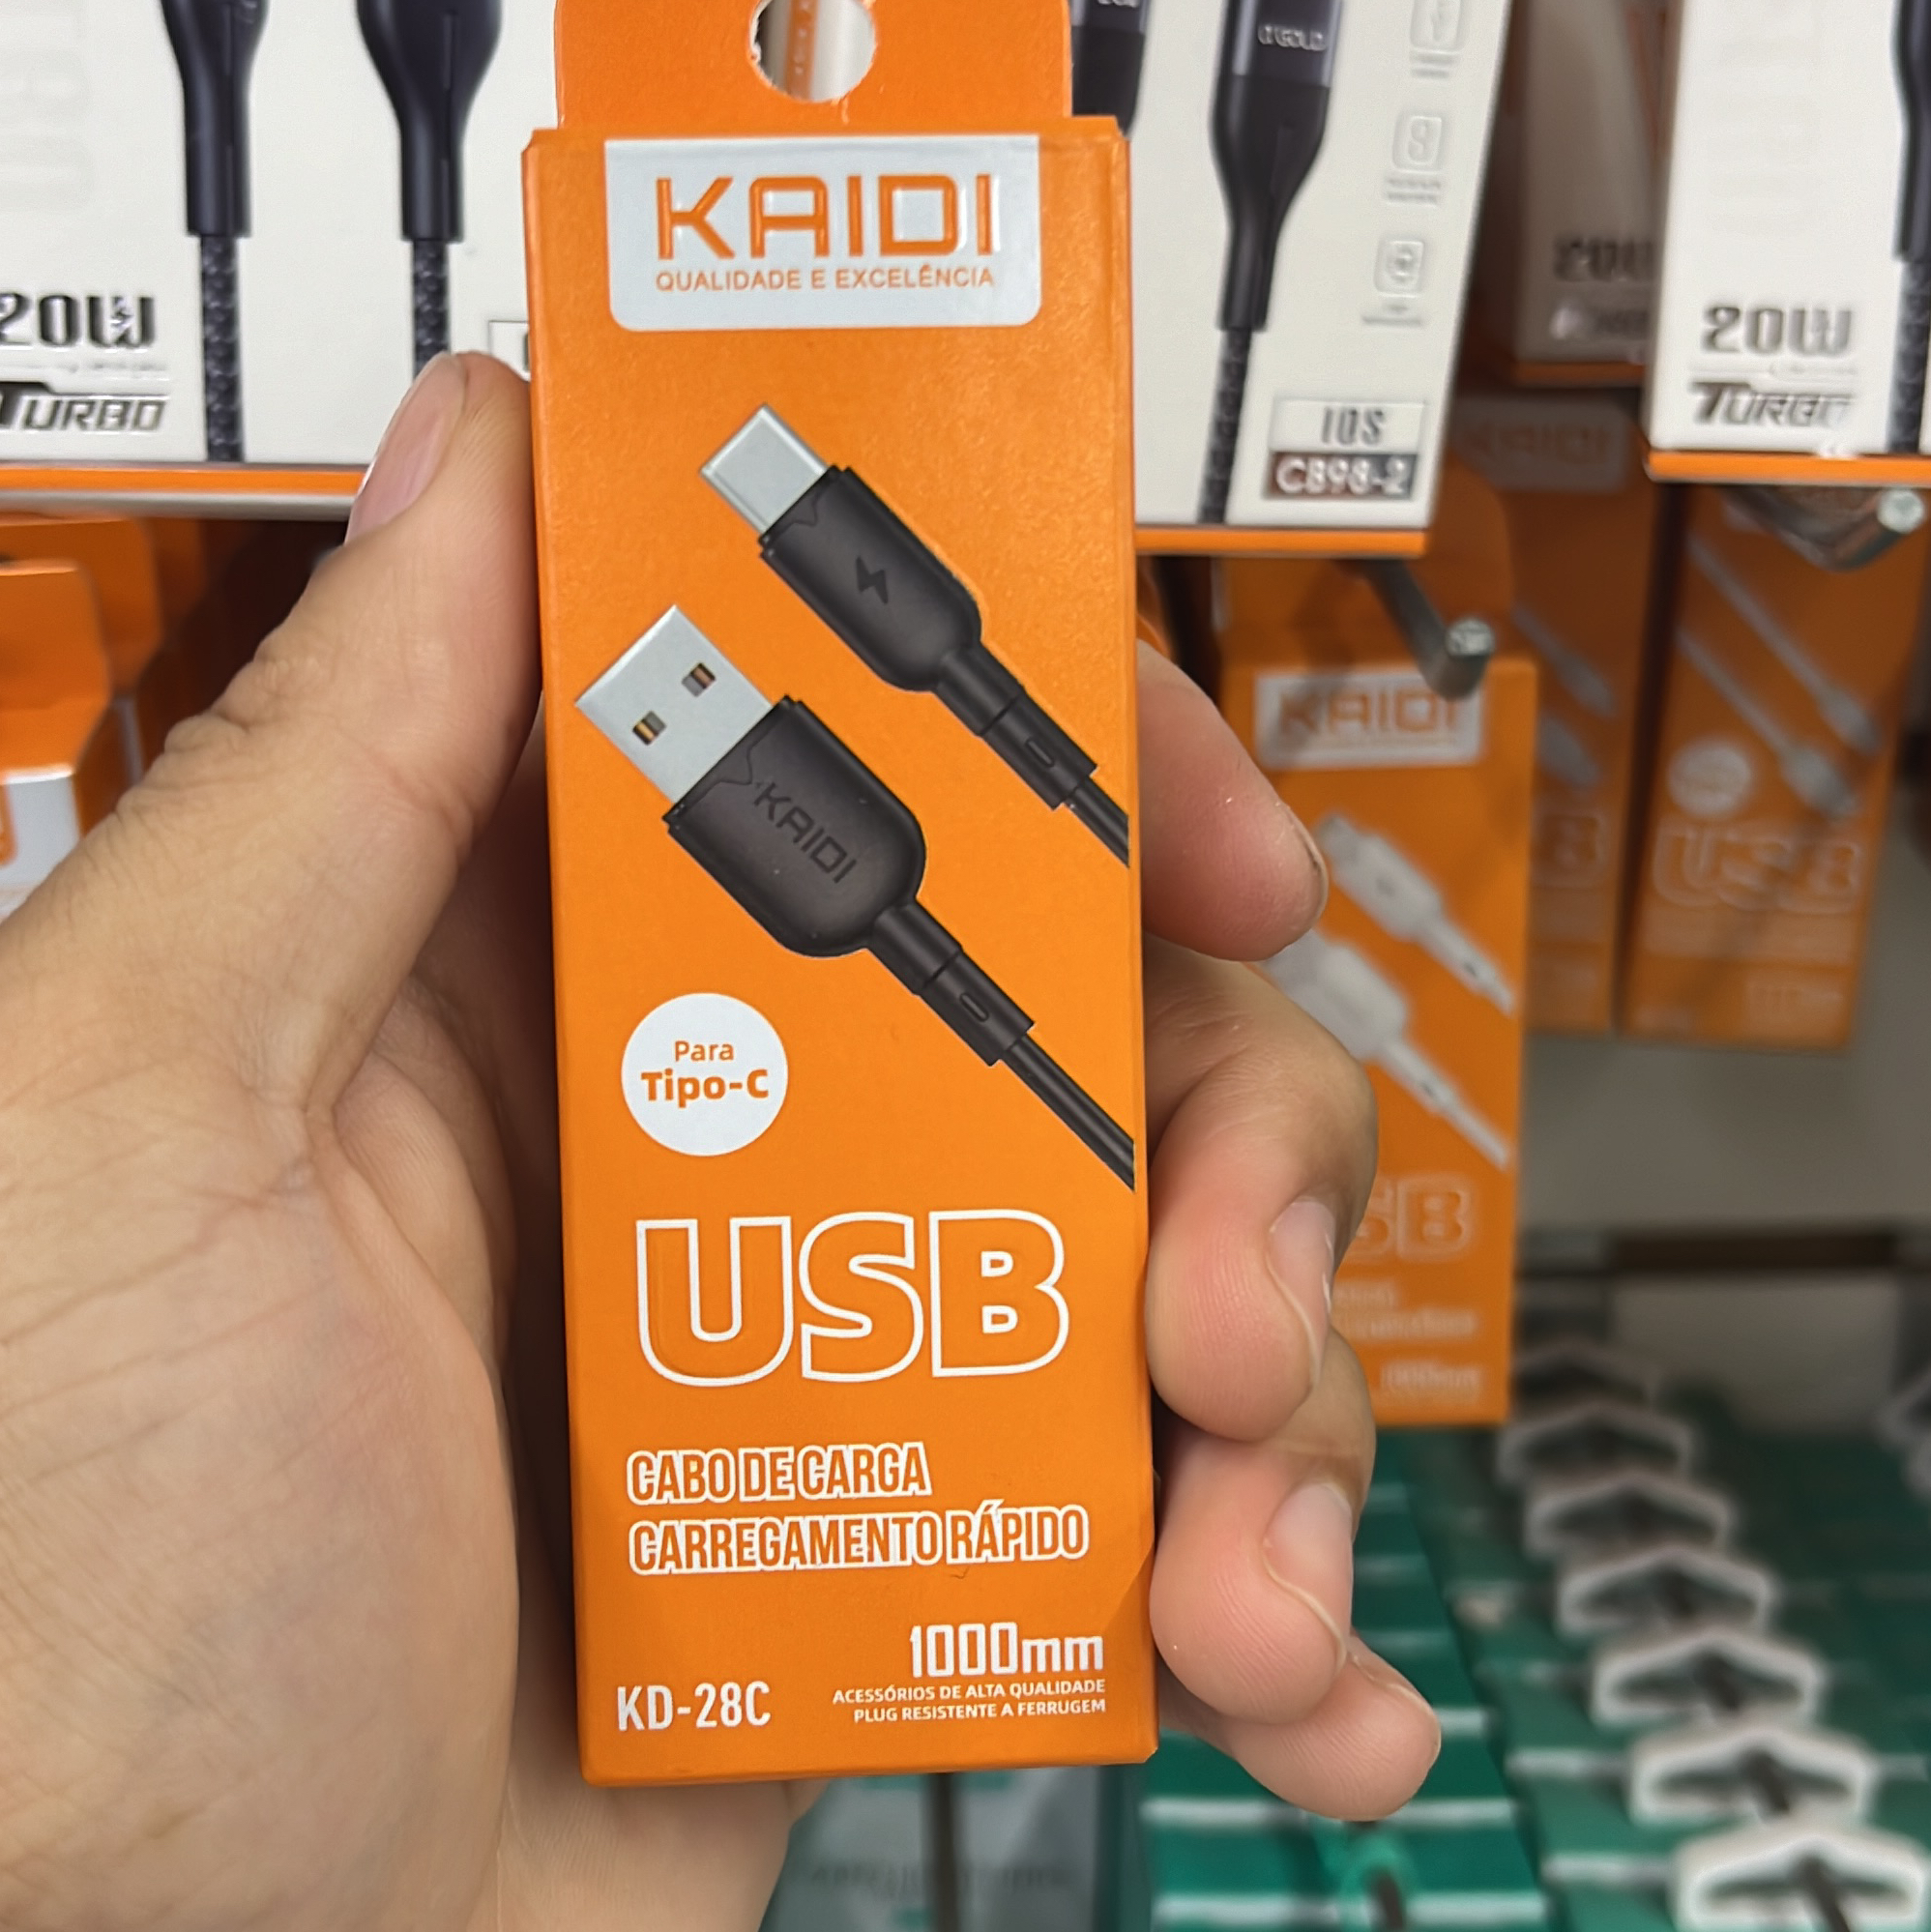 KAIDI
QUALIDADE E EXCELÊNCIA
KAIDI
Para
Tipo-C
USB
CABO DE CARGA
CARREGAMENTO RÁPIDO
1000mm
ACESSÓRIOS DE ALTA QUALIDADE
PLUG RESISTENTE A FERRUGEM
KD-28C
20W
TURBO
IOS
CB98-2
20W
TURBO
KAIDI
USB